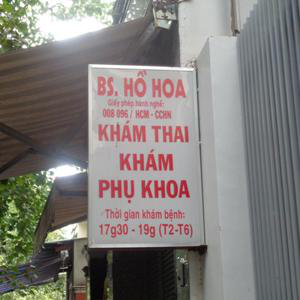 BS. HỒ HOA
Giấy phép hành nghề:
008 096 / HCM - CCHN
KHÁM THAI
KHÁM
PHỤ KHOA
Thời gian khám bệnh:
17g30 - 19g (T2-T6)